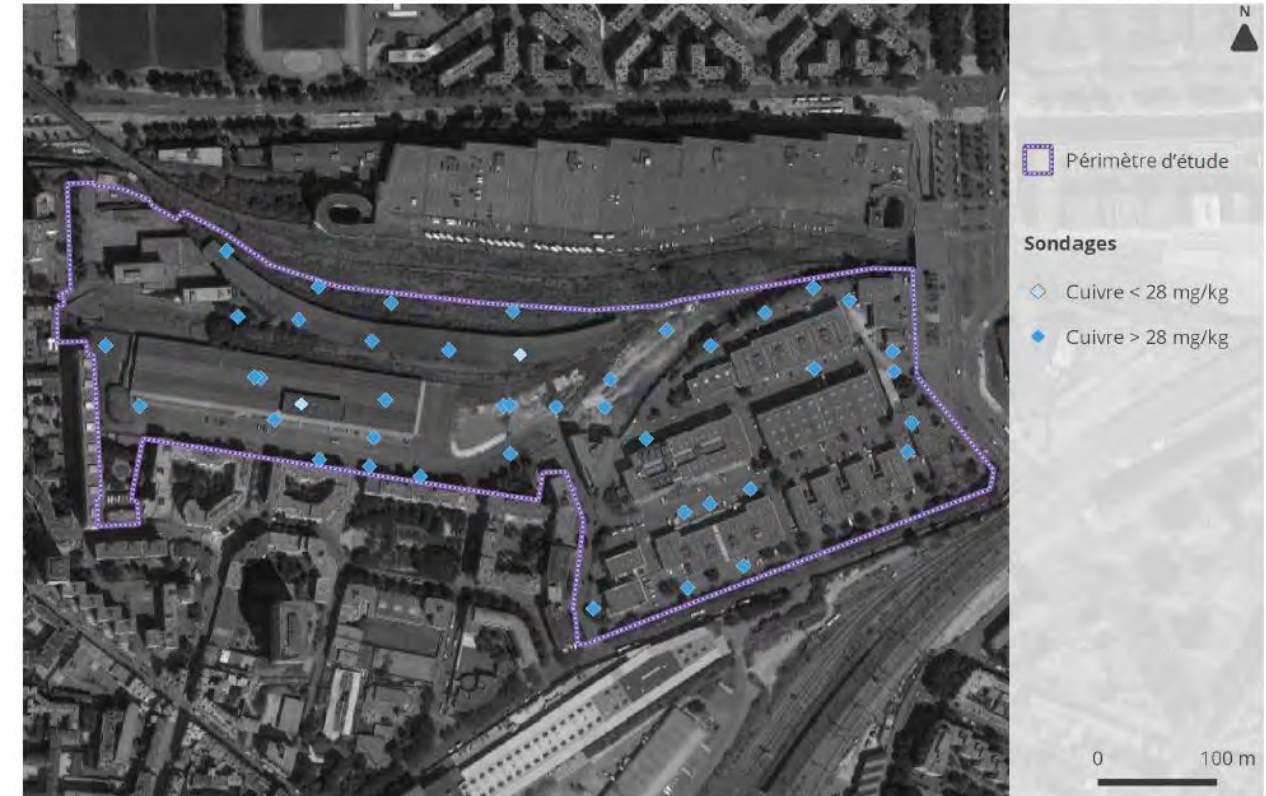 N
Périmètre d'étude
Sondages
Cuivre < 28 mg/kg
Cuivre > 28 mg/kg
0 100 m